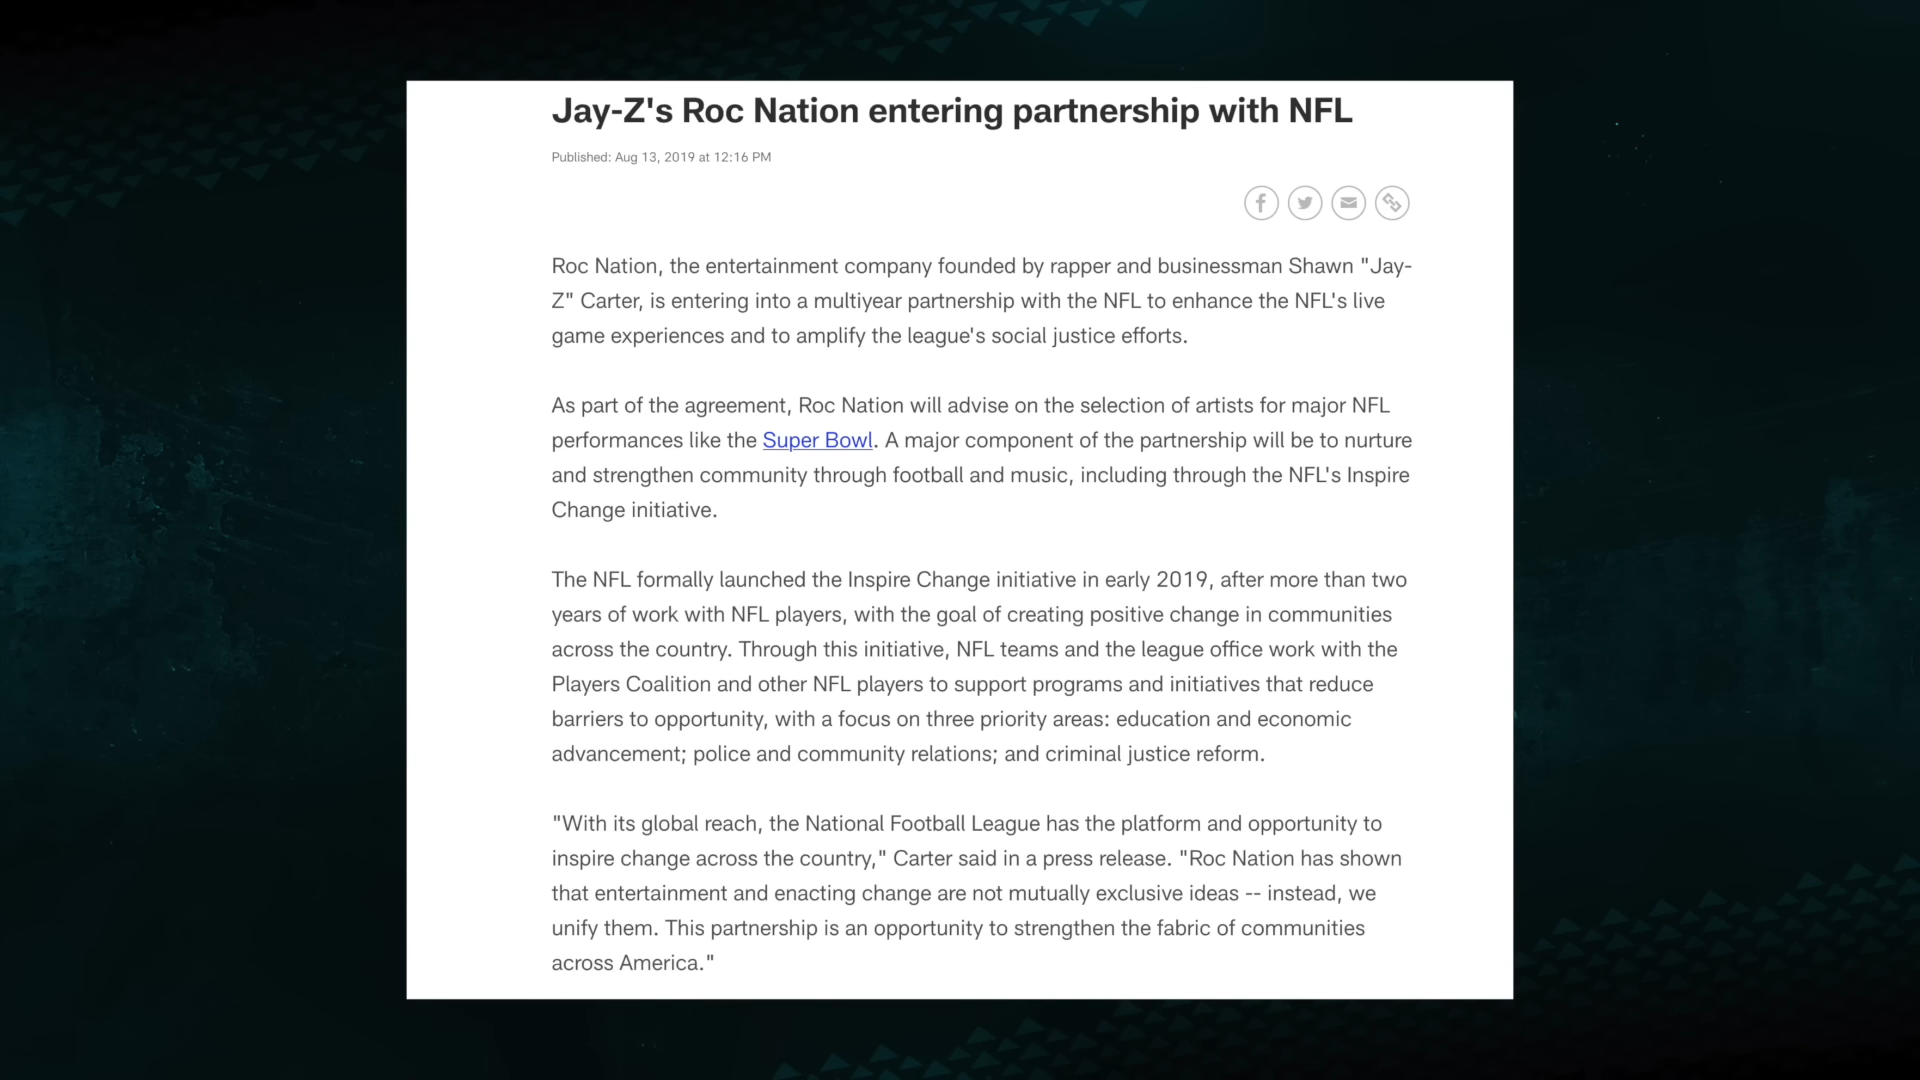 Jay-Z's Roc Nation entering partnership with NFL
Published: Aug 13, 2019 at 12:16 PM
Roc Nation, the entertainment company founded by rapper and businessman Shawn "Jay-
Z" Carter, is entering into a multiyear partnership with the NFL to enhance the NFL's live
game experiences and to amplify the league's social justice efforts.
As part of the agreement, Roc Nation will advise on the selection of artists for major NFL
performances like the Super Bowl. A major component of the partnership will be to nurture
and strengthen community through football and music, including through the NFL's Inspire
Change initiative.
The NFL formally launched the Inspire Change initiative in early 2019, after more than two
years of work with NFL players, with the goal of creating positive change in communities
across the country. Through this initiative, NFL teams and the league office work with the
Players Coalition and other NFL players to support programs and initiatives that reduce
barriers to opportunity, with a focus on three priority areas: education and economic
advancement; police and community relations; and criminal justice reform.
"With its global reach, the National Football League has the platform and opportunity to
inspire change across the country," Carter said in a press release. "Roc Nation has shown
that entertainment and enacting change are not mutually exclusive ideas -- instead, we
unify them. This partnership is an opportunity to strengthen the fabric of communities
across America."